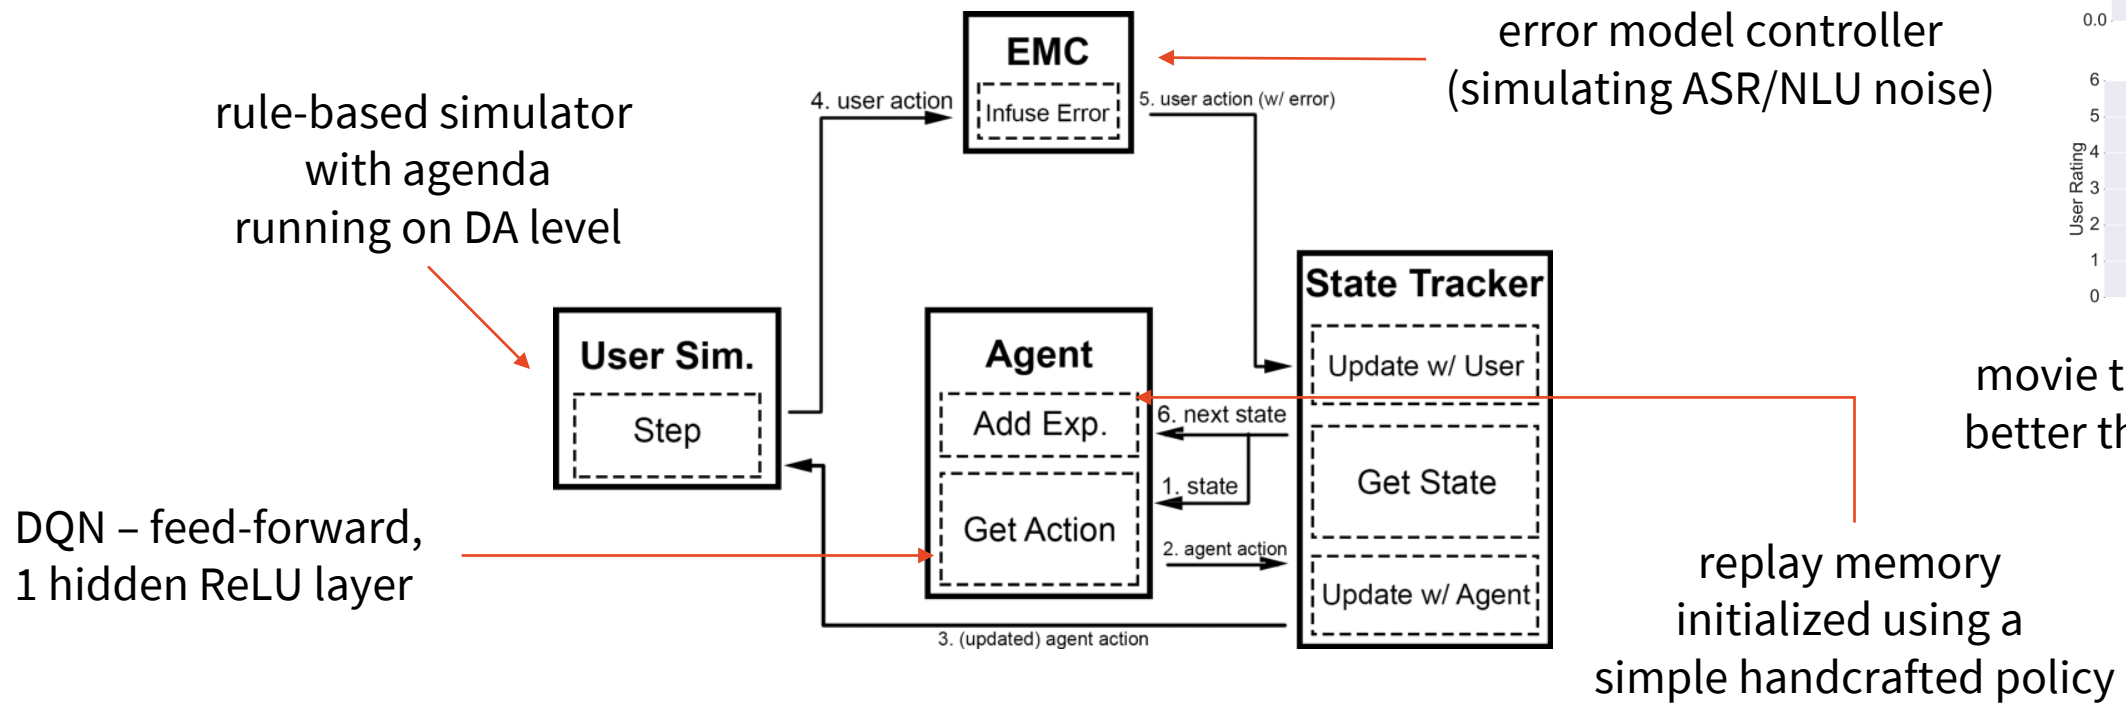 error model controller
(simulating ASR/NLU noise)
EMC
Infuse Error
4. user action
5. user action (w/ error)
rule-based simulator
with agenda
running on DA level
User Sim.
Step
Agent
Add Exp.
Get Action
State Tracker
Update w/ User
Get State
Update w/ Agent
6. next state
1. state
2. agent action
3. (updated) agent action
DQN – feed-forward,
1 hidden ReLU layer
replay memory
initialized using a
simple handcrafted policy
0.0
6
5
4
3
2
1
0
User Rating
movie
better